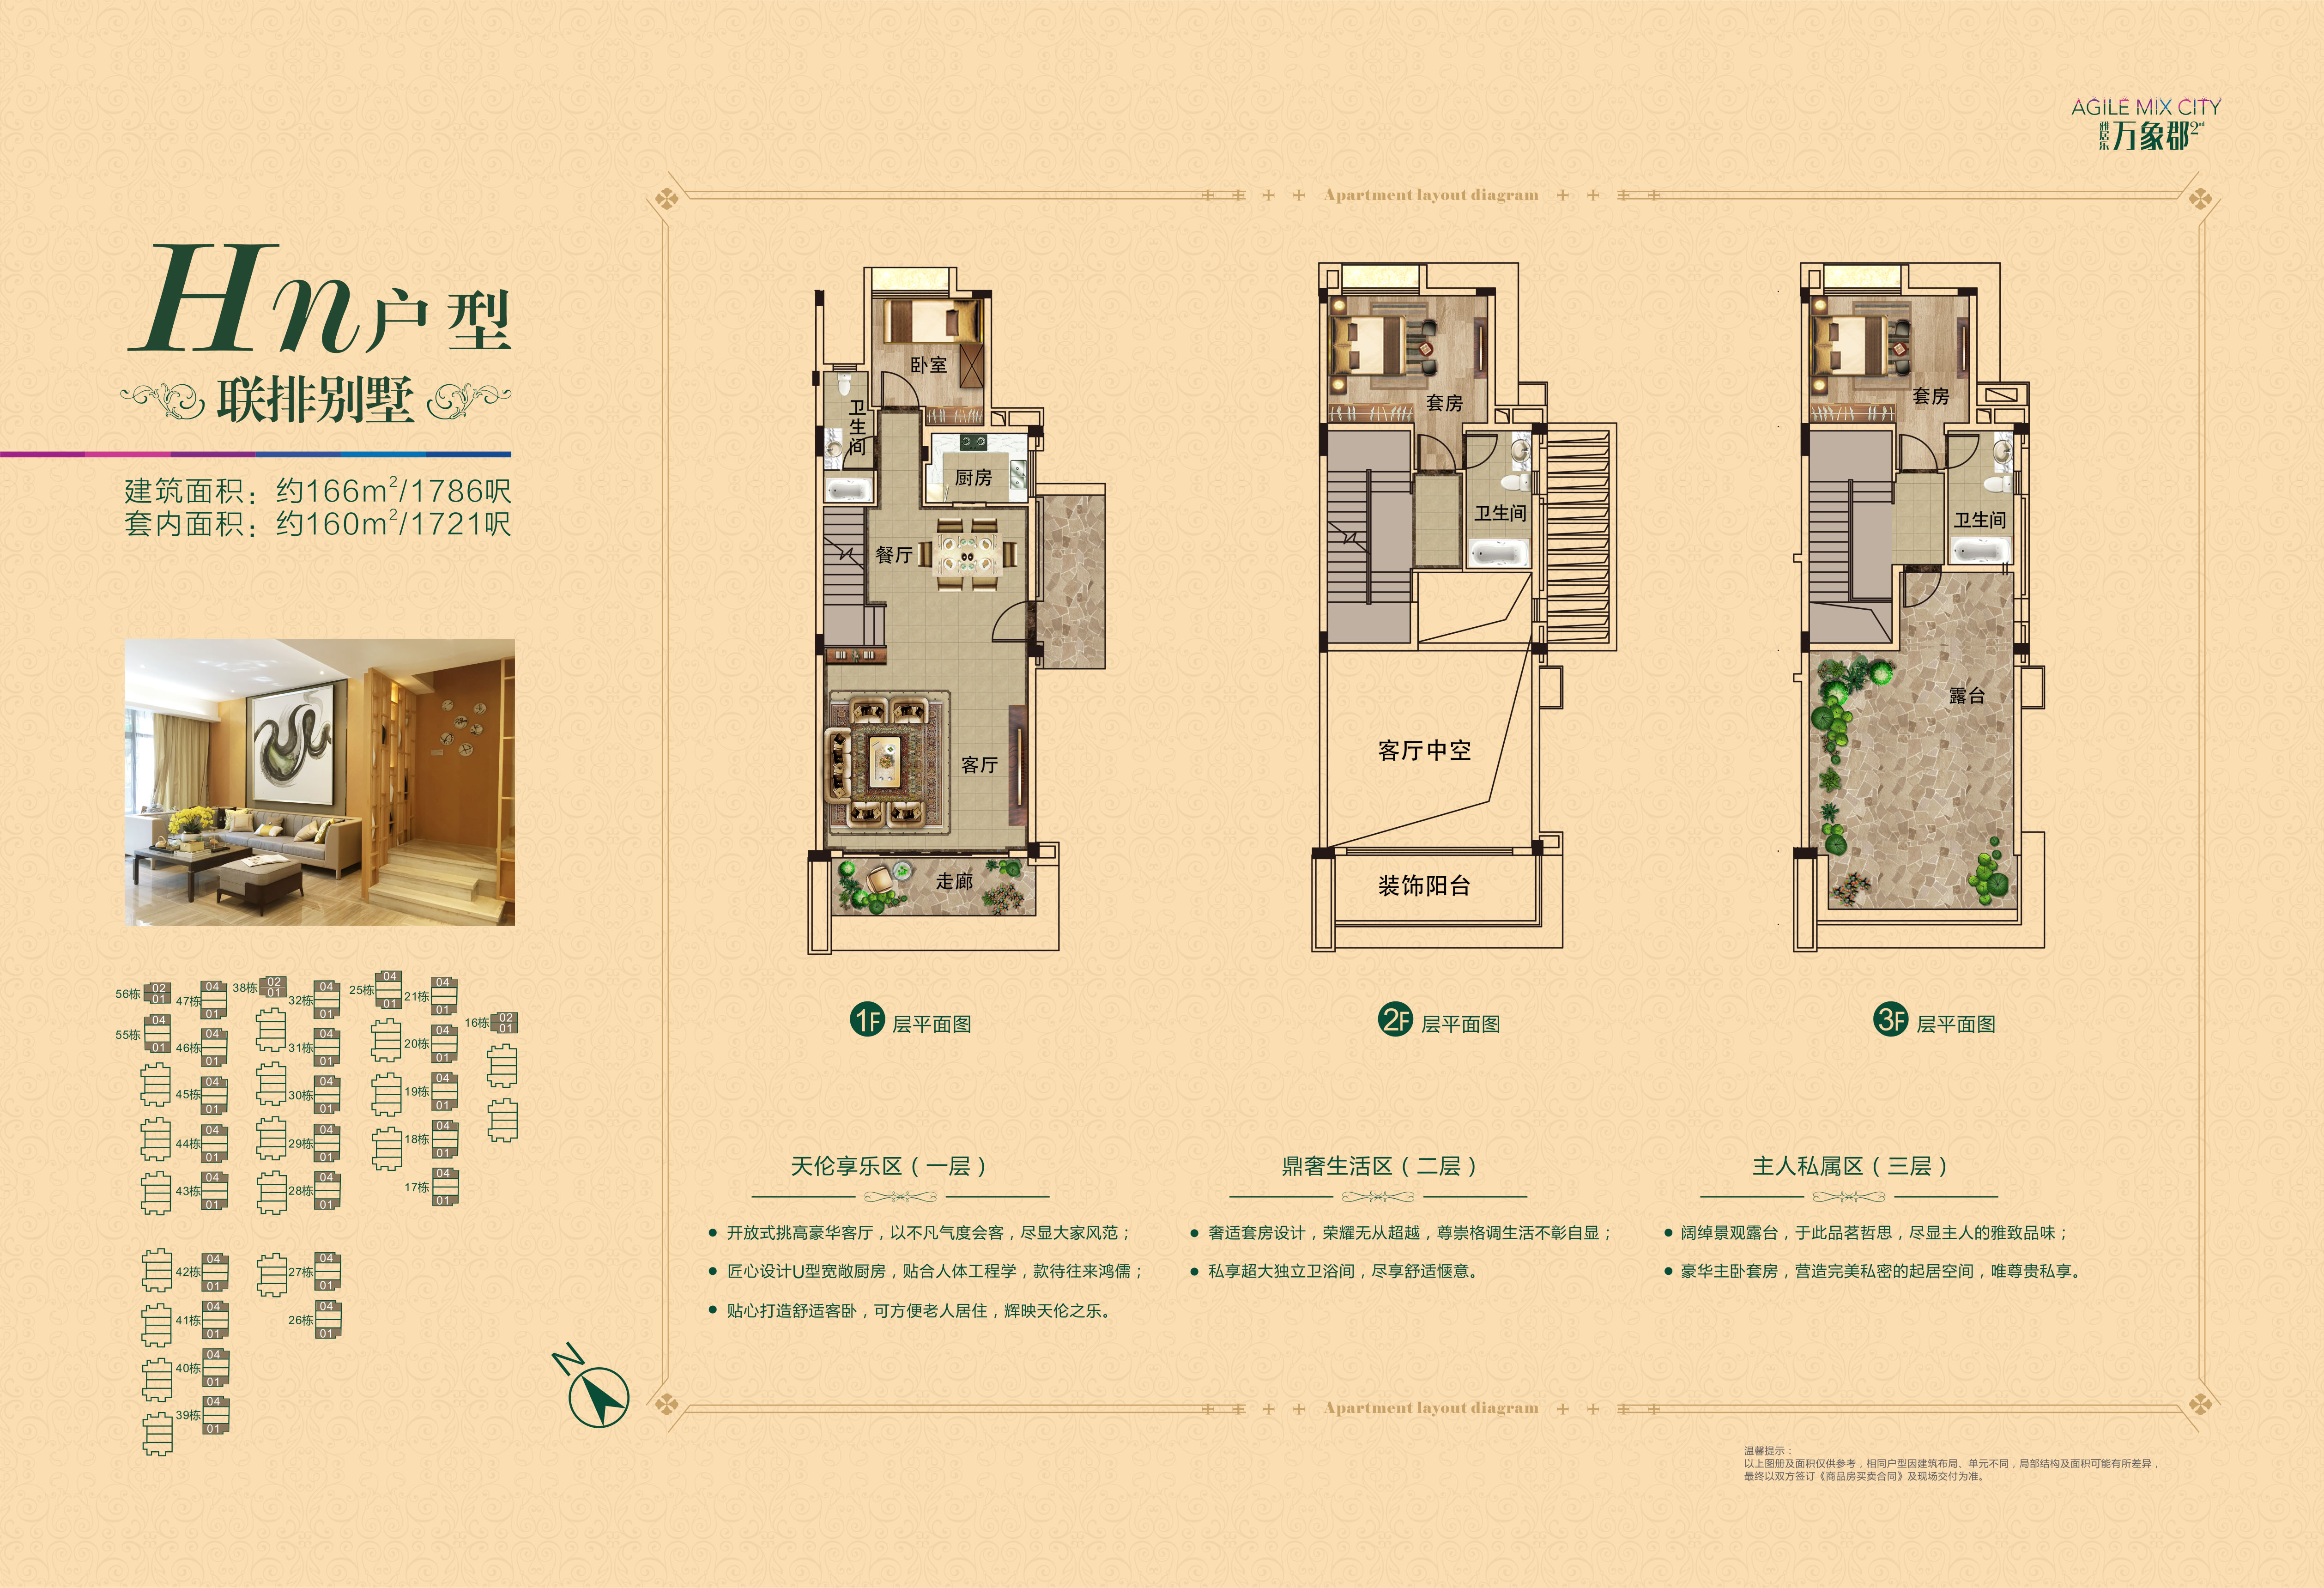 AGILE MIX CITY
雅居乐 万象郡 2nd
Apartment layout diagram
Hn户型
联排别墅
建筑面积：约166m²/1786呎
套内面积：约160m²/1721呎
卧室
卫生间
厨房
餐厅
客厅
走廊
1F 层平面图
套房
卫生间
客厅中空
装饰阳台
2F 层平面图
套房
卫生间
露台
3F 层平面图
56栋 02 01
47栋 04 01
38栋 02 01
32栋 04 01
25栋 04 01
21栋 04 01
16栋 02 01
55栋 04 01
46栋 04 01
31栋 04 01
20栋 04 01
45栋 04 01
30栋 04 01
19栋 04 01
44栋 04 01
29栋 04 01
18栋 04 01
43栋 04 01
28栋 04 01
17栋 04 01
42栋 04 01
27栋 04 01
41栋 04 01
26栋 04 01
40栋 04 01
39栋 04 01
N
天伦享乐区（一层）
● 开放式挑高豪华客厅，以不凡气度会客，尽显大家风范；
● 匠心设计U型宽敞厨房，贴合人体工程学，款待往来鸿儒；
● 贴心打造舒适客卧，可方便老人居住，辉映天伦之乐。
鼎奢生活区（二层）
● 奢适套房设计，荣耀无从超越，尊崇格调生活不彰自显；
● 私享超大独立卫浴间，尽享舒适惬意。
主人私属区（三层）
● 阔绰景观露台，于此品茗哲思，尽显主人的雅致品味；
● 豪华主卧套房，营造完美私密的起居空间，唯尊贵私享。
Apartment layout diagram
温馨提示：
以上图册及面积仅供参考，相同户型因建筑布局、单元不同，局部结构及面积可能有所差异，
最终以双方签订《商品房买卖合同》及现场交付为准。